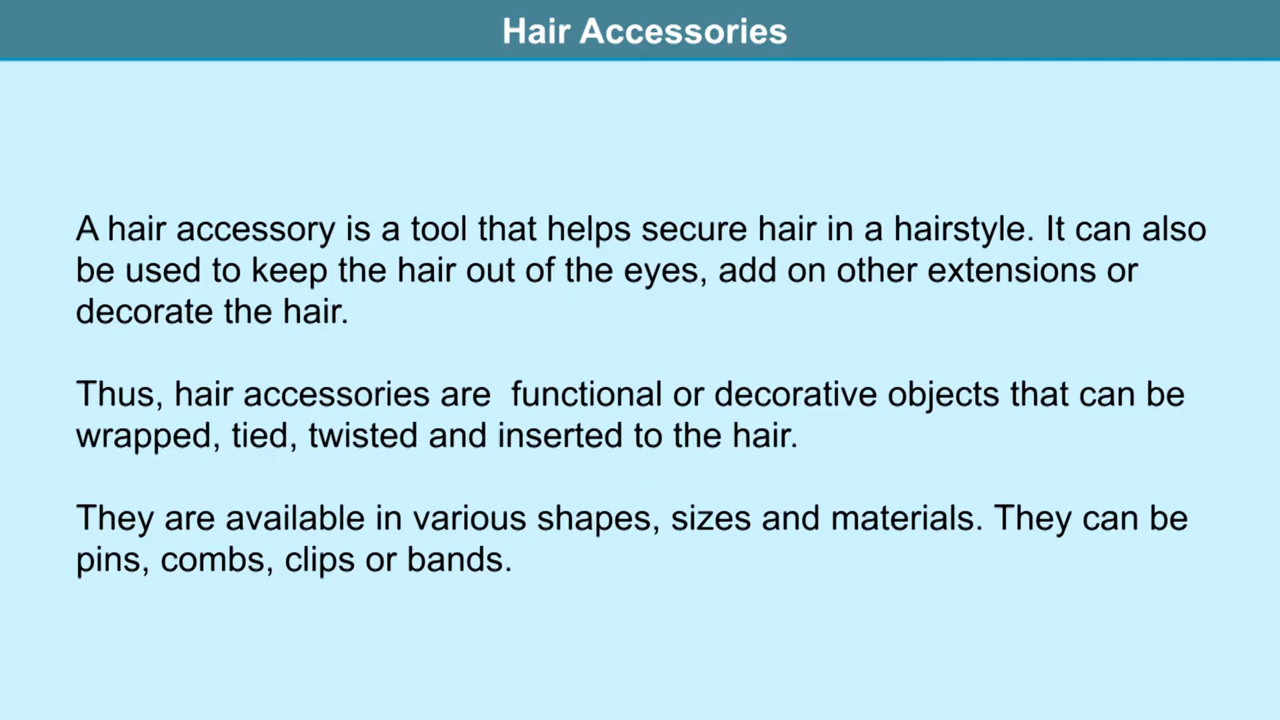 Hair Accessories
A hair accessory is a tool that helps secure hair in a hairstyle. It can also
be used to keep the hair out of the eyes, add on other extensions or
decorate the hair.
Thus, hair accessories are  functional or decorative objects that can be
wrapped, tied, twisted and inserted to the hair.
They are available in various shapes, sizes and materials. They can be
pins, combs, clips or bands.